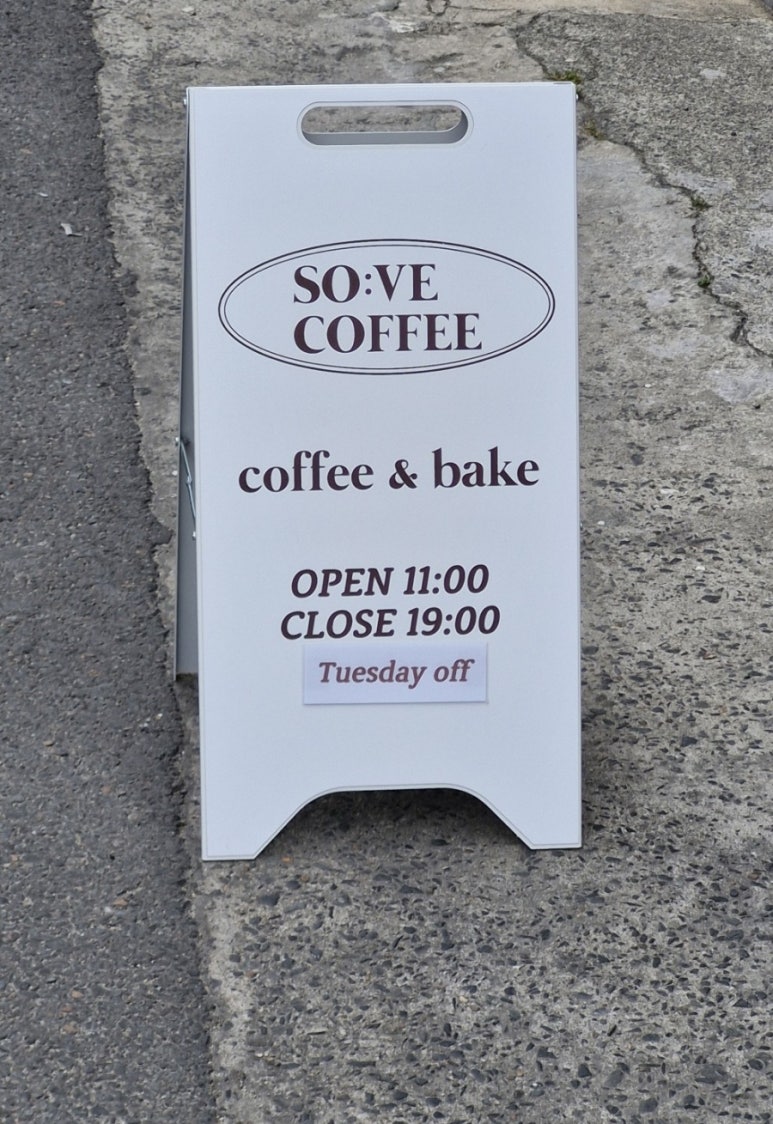 SO:VE
COFFEE
coffee & bake
OPEN 11:00
CLOSE 19:00
Tuesday off